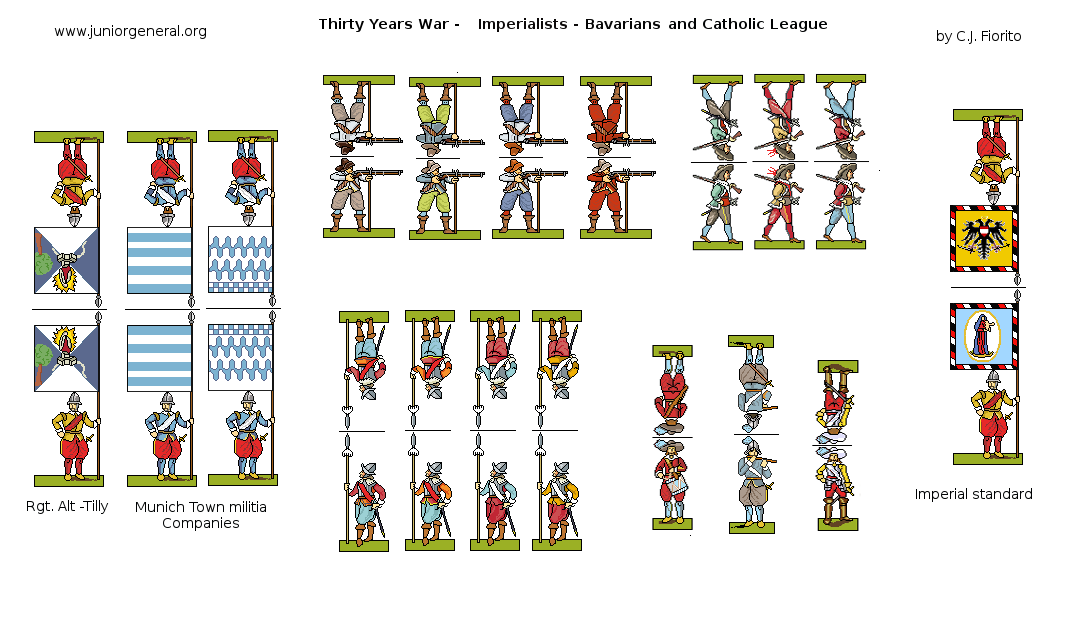 www.juniorgeneral.org
Thirty Years War - Imperialists - Bavarians and Catholic League
by C.J. Fiorito
Rgt. Alt -Tilly
Munich Town militia
Companies
Imperial standard